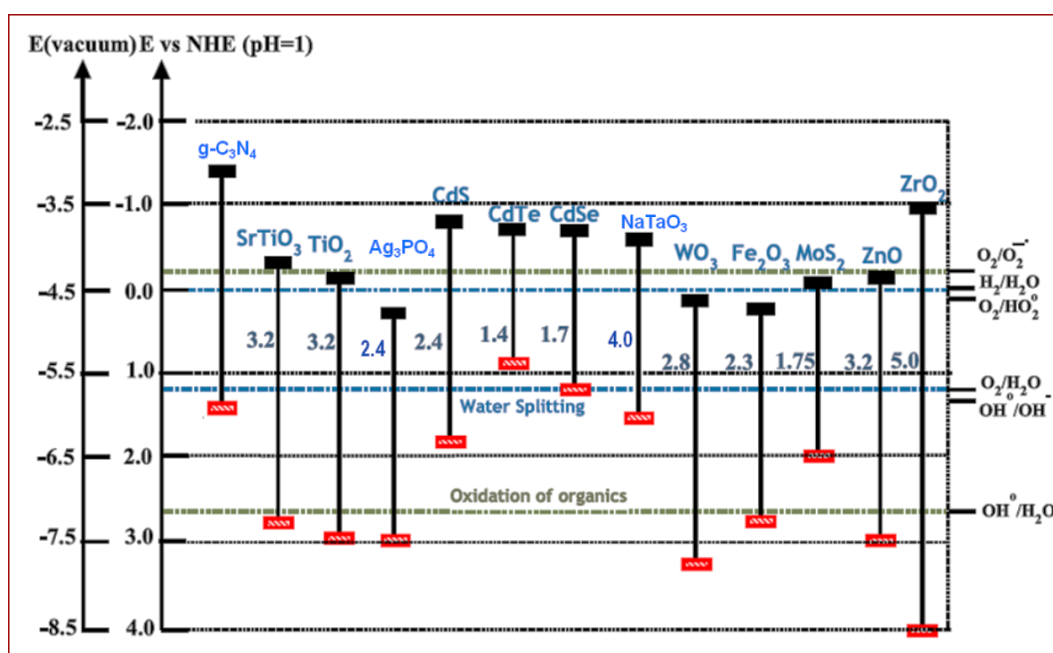 E(vacuum) E vs NHE (pH=1)
-2.5 -2.0
g-C₃N₄
ZrO₂
CdS
-3.5 -1.0
CdTe CdSe
NaTaO₃
SrTiO₃ TiO₂
Ag₃PO₄
WO₃ Fe₂O₃ MoS₂ ZnO
O₂/O₂⁻·
H₂/H₂O
-4.5 0.0
O₂/HO₂°
3.2 3.2 2.4 2.4 1.4 1.7 4.0 2.8 2.3 1.75 3.2 5.0
-5.5 1.0
O₂/H₂O
Water Splitting
OH°/OH⁻
-6.5 2.0
Oxidation of organics
OH°/H₂O
-7.5 3.0
-8.5 4.0